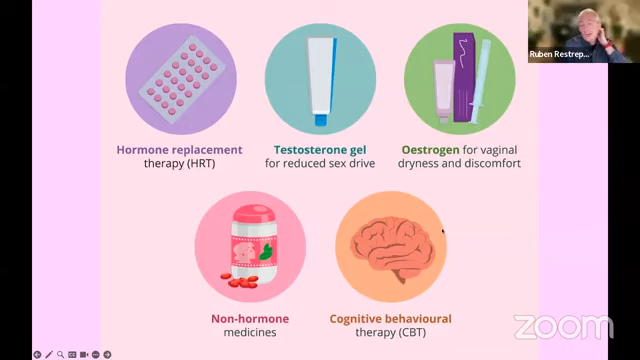 Ruben Restrep...
Hormone replacement
therapy (HRT)
Testosterone gel
for reduced sex drive
Oestrogen for vaginal
dryness and discomfort
Non-hormone
medicines
Cognitive behavioural
therapy (CBT)
zoom